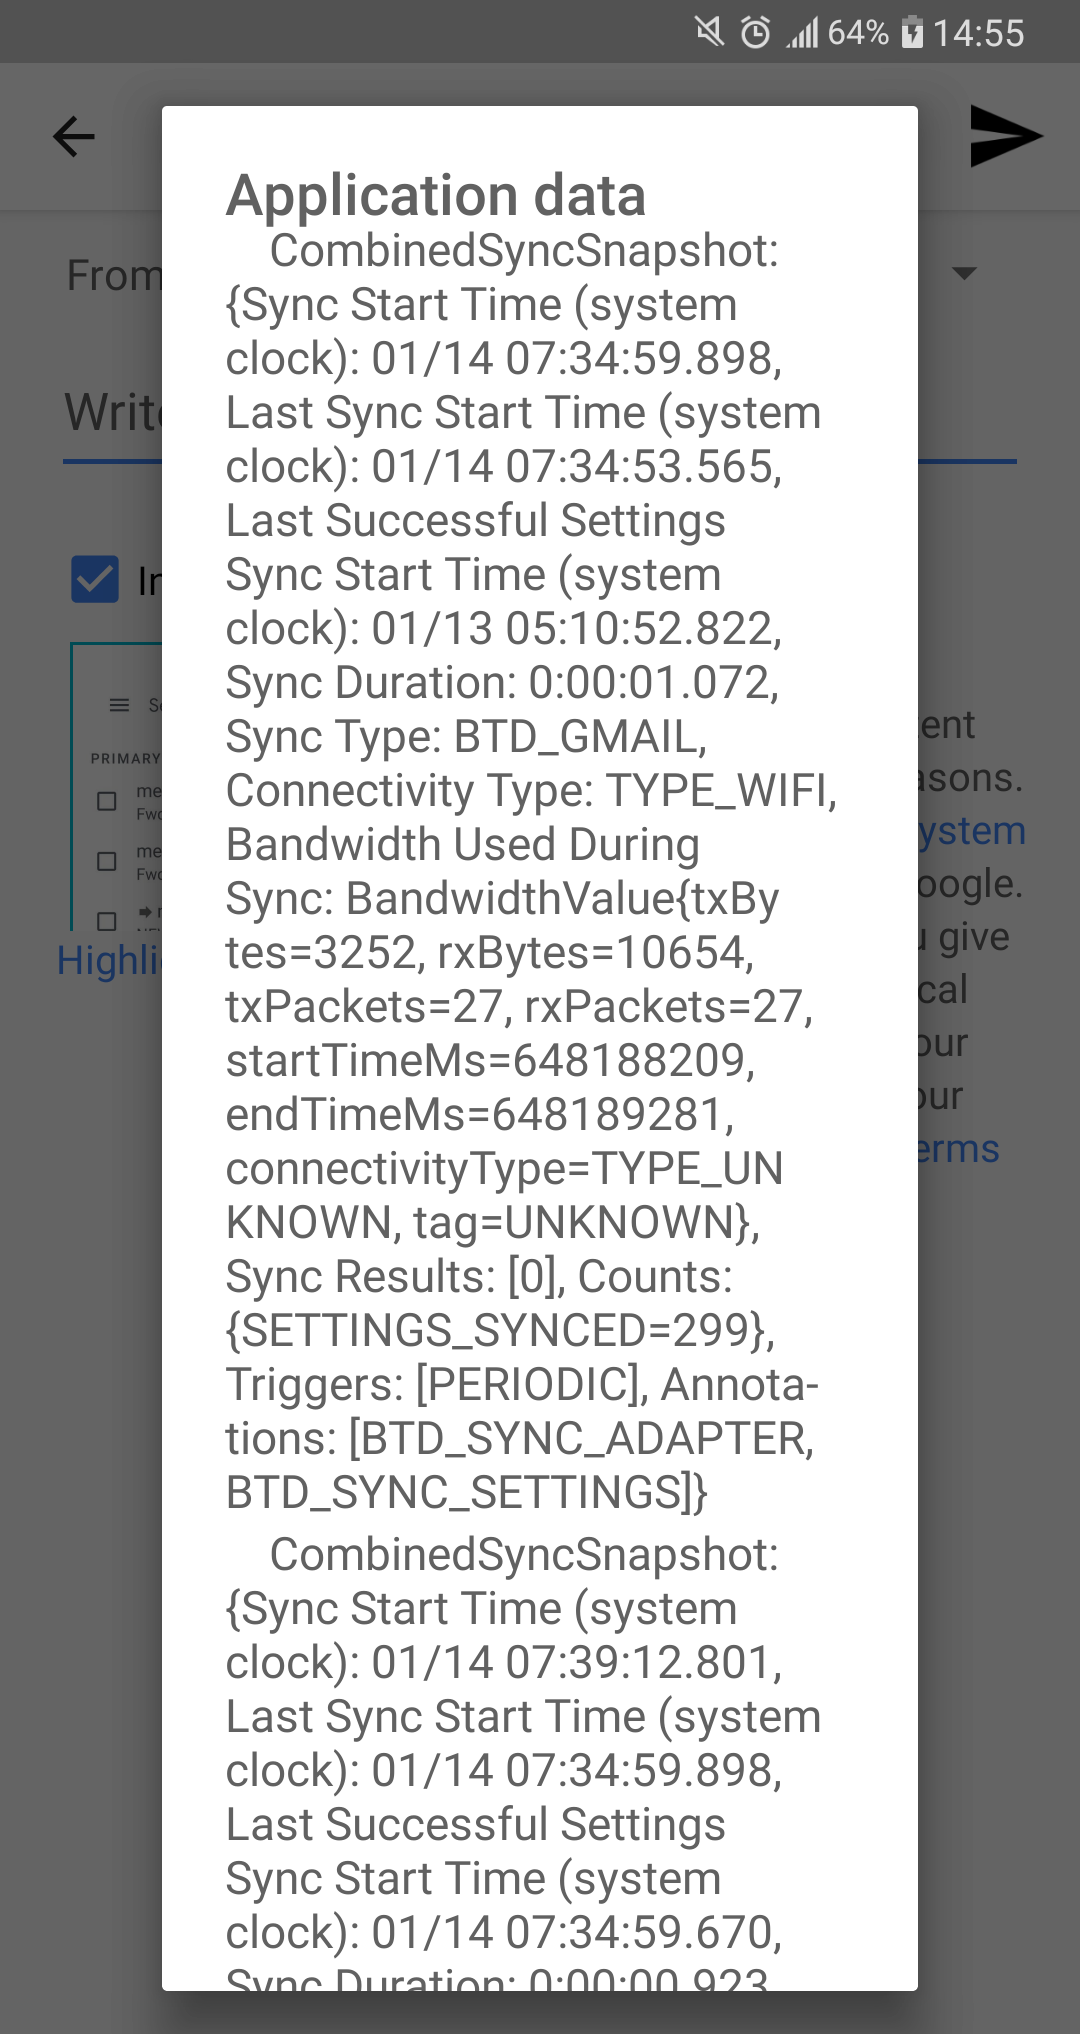 64% 14:55
From
Write
PRIMARY
me
me
Highli
ent
asons.
ystem
oogle.
u give
cal
our
our
erms
Application data
CombinedSyncSnapshot:
{Sync Start Time (system
clock): 01/14 07:34:59.898,
Last Sync Start Time (system
clock): 01/14 07:34:53.565,
Last Successful Settings
Sync Start Time (system
clock): 01/13 05:10:52.822,
Sync Duration: 0:00:01.072,
Sync Type: BTD_GMAIL,
Connectivity Type: TYPE_WIFI,
Bandwidth Used During
Sync: BandwidthValue{txBy
tes=3252, rxBytes=10654,
txPackets=27, rxPackets=27,
startTimeMs=648188209,
endTimeMs=648189281,
connectivityType=TYPE_UN
KNOWN, tag=UNKNOWN},
Sync Results: [0], Counts:
{SETTINGS_SYNCED=299},
Triggers: [PERIODIC], Annota-
tions: [BTD_SYNC_ADAPTER,
BTD_SYNC_SETTINGS]}
CombinedSyncSnapshot:
{Sync Start Time (system
clock): 01/14 07:39:12.801,
Last Sync Start Time (system
clock): 01/14 07:34:59.898,
Last Successful Settings
Sync Start Time (system
clock): 01/14 07:34:59.670,
Sync Duration: 0:00:00.923